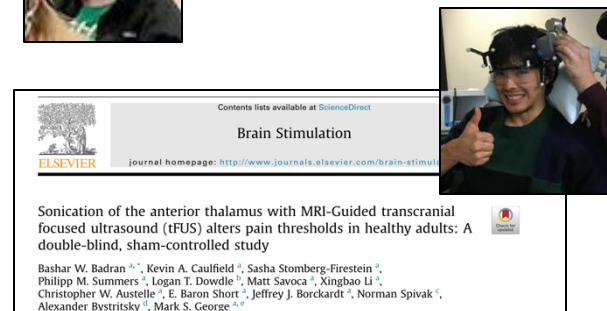 Contents lists available at ScienceDirect
Brain Stimulation
ELSEVIER
journal homepage: http://www.journals.elsevier.com/brain-stimula
Sonication of the anterior thalamus with MRI-Guided transcranial
focused ultrasound (tFUS) alters pain thresholds in healthy adults: A
double-blind, sham-controlled study
Check for
updates
Bashar W. Badran a, *, Kevin A. Caulfield a, Sasha Stomberg-Firestein a,
Philipp M. Summers a, Logan T. Dowdle b, Matt Savoca a, Xingbao Li a,
Christopher W. Austelle a, E. Baron Short a, Jeffrey J. Borckardt a, Norman Spivak c,
Alexander Bystritsky d, Mark S. George a, e